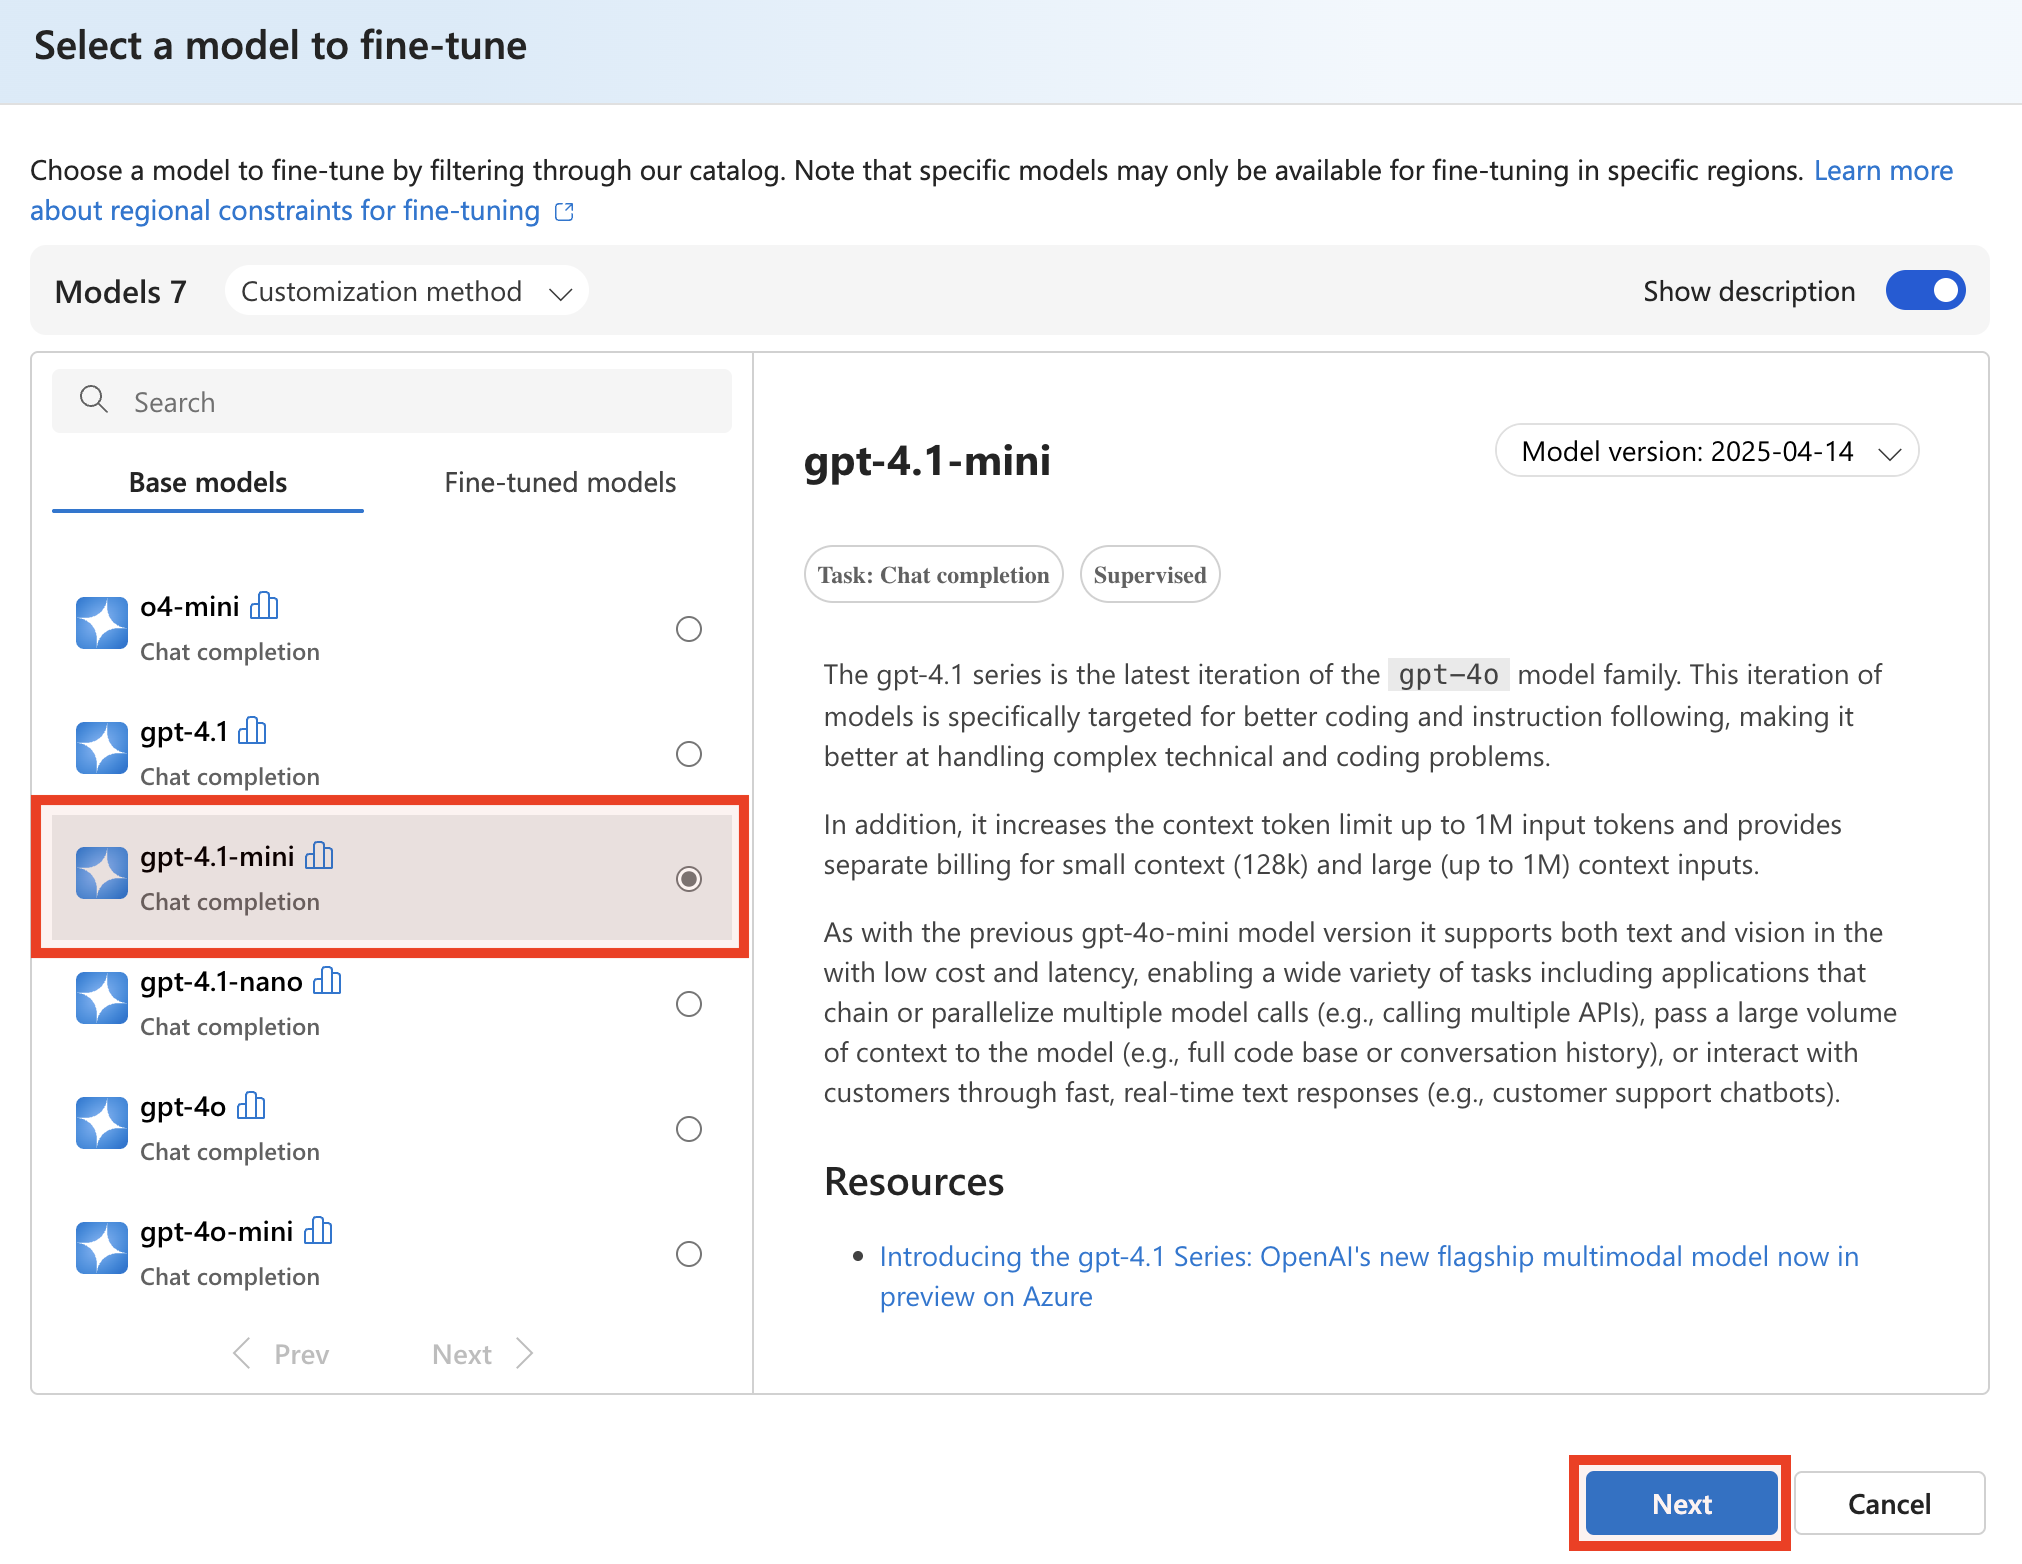 Select a model to fine-tune
Choose a model to fine-tune by filtering through our catalog. Note that specific models may only be available for fine-tuning in specific regions. Learn more
about regional constraints for fine-tuning
Models 7
Customization method
Show description
Search
Base models
Fine-tuned models
o4-mini
Chat completion
gpt-4.1
Chat completion
gpt-4.1-mini
Chat completion
gpt-4.1-nano
Chat completion
gpt-4o
Chat completion
gpt-4o-mini
Chat completion
Prev
Next
gpt-4.1-mini
Model version: 2025-04-14
Task: Chat completion
Supervised
The gpt-4.1 series is the latest iteration of the gpt-4o model family. This iteration of
models is specifically targeted for better coding and instruction following, making it
better at handling complex technical and coding problems.
In addition, it increases the context token limit up to 1M input tokens and provides
separate billing for small context (128k) and large (up to 1M) context inputs.
As with the previous gpt-4o-mini model version it supports both text and vision in the
with low cost and latency, enabling a wide variety of tasks including applications that
chain or parallelize multiple model calls (e.g., calling multiple APIs), pass a large volume
of context to the model (e.g., full code base or conversation history), or interact with
customers through fast, real-time text responses (e.g., customer support chatbots).
Resources
Introducing the gpt-4.1 Series: OpenAI's new flagship multimodal model now in
preview on Azure
Next
Cancel